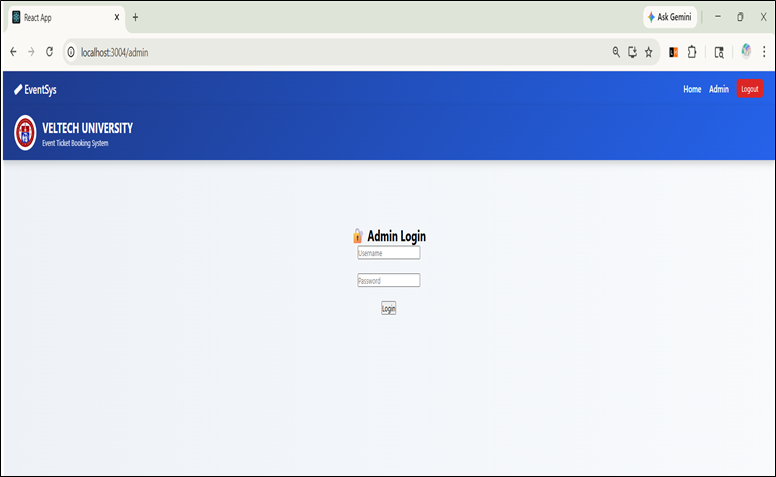 React App
Ask Gemini
localhost:3004/admin
EventSys
Home Admin Logout
VELTECH UNIVERSITY
Event Ticket Booking System
Admin Login
Username
Password
Login